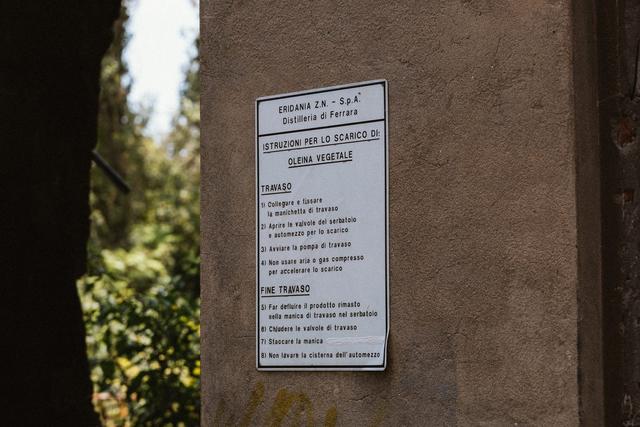 ERIDANIA Z.N. - S.p.A.
Distilleria di Ferrara
ISTRUZIONI PER LO SCARICO DI:
OLEINA VEGETALE
TRAVASO
1) Collegare e fissare
la manichetta di travaso
2) Aprire le valvole del serbatoio
e automezzo per lo scarico
3) Avviare la pompa di travaso
4) Non usare aria o gas compresso
per accelerare lo scarico
FINE TRAVASO
5) Far defluire il prodotto rimasto
nella manica di travaso nel serbatoio
6) Chiudere le valvole di travaso
7) Staccare la manica
8) Non lavare la cisterna dell'automezzo